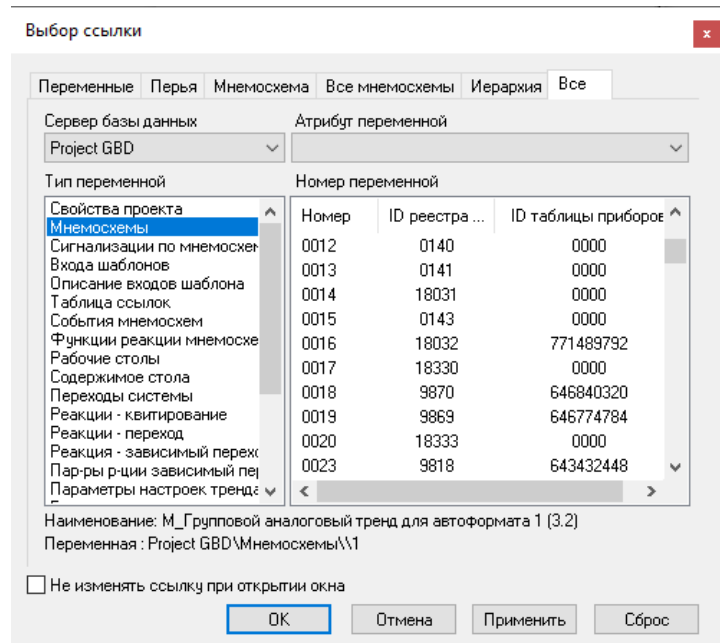 Выбор ссылки
x
Переменные Перья Мнемосхема Все мнемосхемы Иерархия Все
Сервер базы данных Атрибут переменной
Project GBD
Тип переменной Номер переменной
Свойства проекта
Мнемосхемы
Сигнализации по мнемосхем
Входа шаблонов
Описание входов шаблона
Таблица ссылок
События мнемосхем
Функции реакции мнемосхе
Рабочие столы
Содержимое стола
Переходы системы
Реакции - квитирование
Реакции - переход
Реакция - зависимый перехо
Пар-ры р-ции зависимый пер
Параметры настроек тренда
Номер ID реестра ... ID таблицы приборов
0012 0140 0000
0013 0141 0000
0014 18031 0000
0015 0143 0000
0016 18032 771489792
0017 18330 0000
0018 9870 646840320
0019 9869 646774784
0020 18333 0000
0023 9818 643432448
Наименование: М_Групповой аналоговый тренд для автоформата 1 (3.2)
Переменная : Project GBD\Мнемосхемы\\1
Не изменять ссылку при открытии окна
OK Отмена Применить Сброс